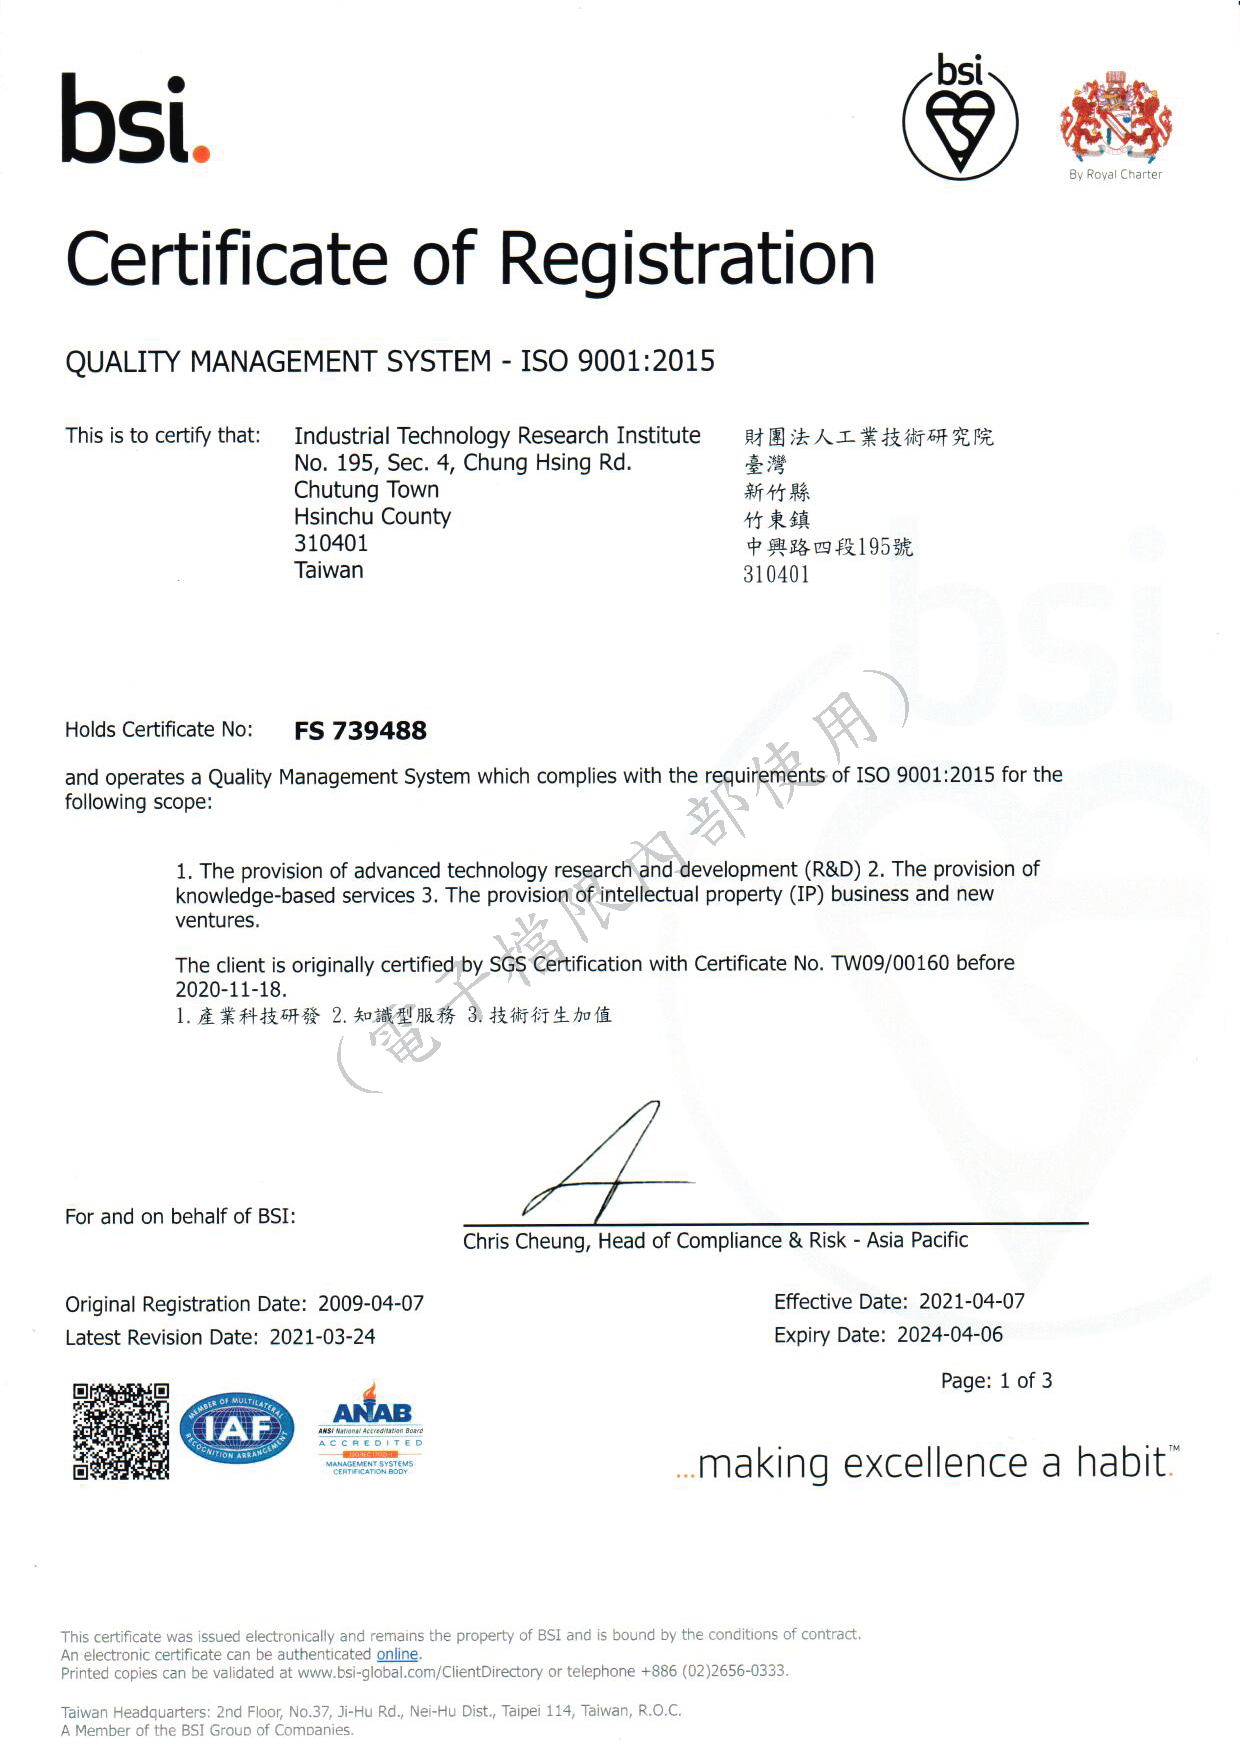 bsi.
bsi
By Royal Charter
Certificate of Registration
QUALITY MANAGEMENT SYSTEM - ISO 9001:2015
This is to certify that:
Industrial Technology Research Institute
No. 195, Sec. 4, Chung Hsing Rd.
Chutung Town
Hsinchu County
310401
Taiwan
財團法人工業技術研究院
臺灣
新竹縣
竹東鎮
中興路四段195號
310401
Holds Certificate No: FS 739488
and operates a Quality Management System which complies with the requirements of ISO 9001:2015 for the
following scope:
1. The provision of advanced technology research and development (R&D) 2. The provision of
knowledge-based services 3. The provision of intellectual property (IP) business and new
ventures.
The client is originally certified by SGS Certification with Certificate No. TW09/00160 before
2020-11-18.
1.產業科技研發 2.知識型服務 3.技術衍生加值
(電子檔限內部使用)
bsi
For and on behalf of BSI:
Chris Cheung, Head of Compliance & Risk - Asia Pacific
Original Registration Date: 2009-04-07
Effective Date: 2021-04-07
Latest Revision Date: 2021-03-24
Expiry Date: 2024-04-06
Page: 1 of 3
MEMBER OF MULTILATERAL
IAF
RECOGNITION ARRANGEMENT
ANAB
ANSI National Accreditation Board
ACCREDITED
MANAGEMENT SYSTEMS
CERTIFICATION BODY
...making excellence a habit.™
This certificate was issued electronically and remains the property of BSI and is bound by the conditions of contract.
An electronic certificate can be authenticated online.
Printed copies can be validated at www.bsi-global.com/ClientDirectory or telephone +886 (02)2656-0333.
Taiwan Headquarters: 2nd Floor, No.37, Ji-Hu Rd., Nei-Hu Dist., Taipei 114, Taiwan, R.O.C.
A Member of the BSI Group of Companies.